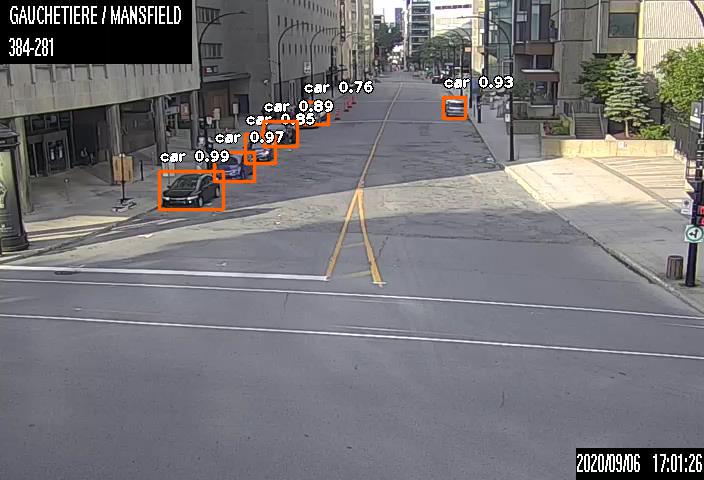 GAUCHETIERE / MANSFIELD
384-281
car 0.76
car 0.93
car 0.89
car 0.85
car 0.97
car 0.99
2020/09/06 17:01:26